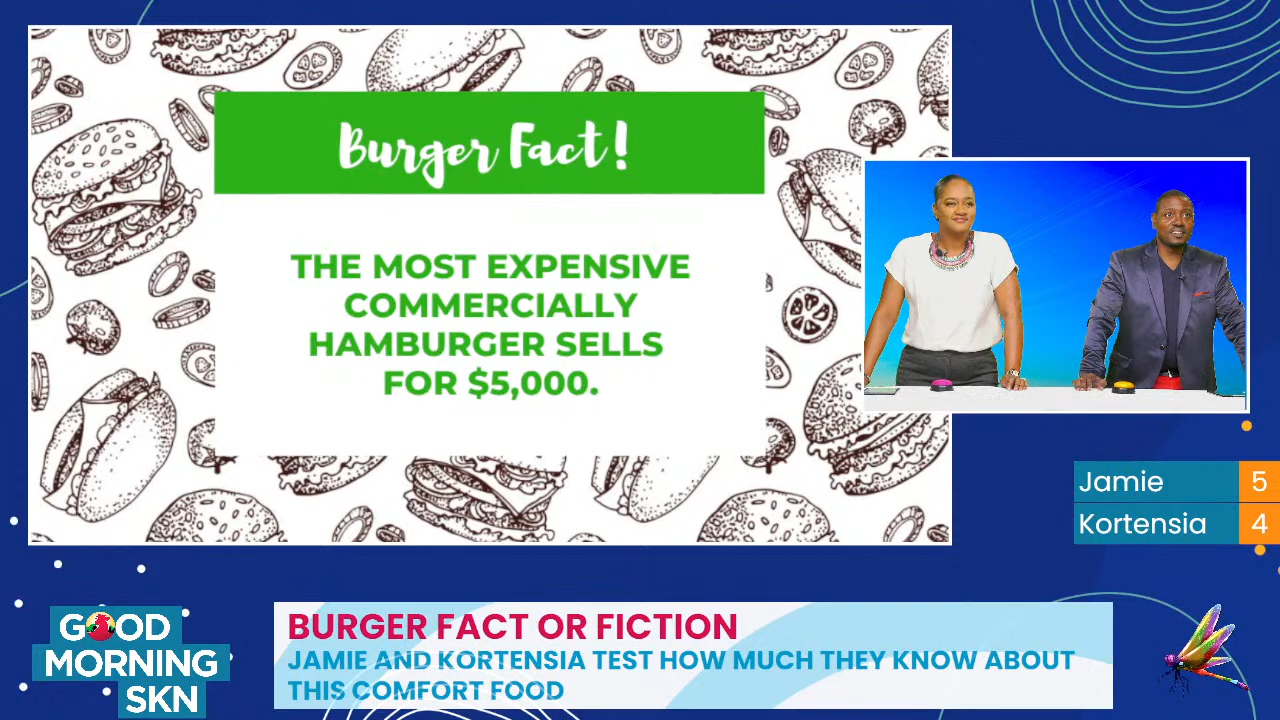 Burger Fact!
THE MOST EXPENSIVE
COMMERCIALLY
HAMBURGER SELLS
FOR $5,000.
Jamie 5
Kortensia 4
GOOD
MORNING
SKN
BURGER FACT OR FICTION
JAMIE AND KORTENSIA TEST HOW MUCH THEY KNOW ABOUT
THIS COMFORT FOOD